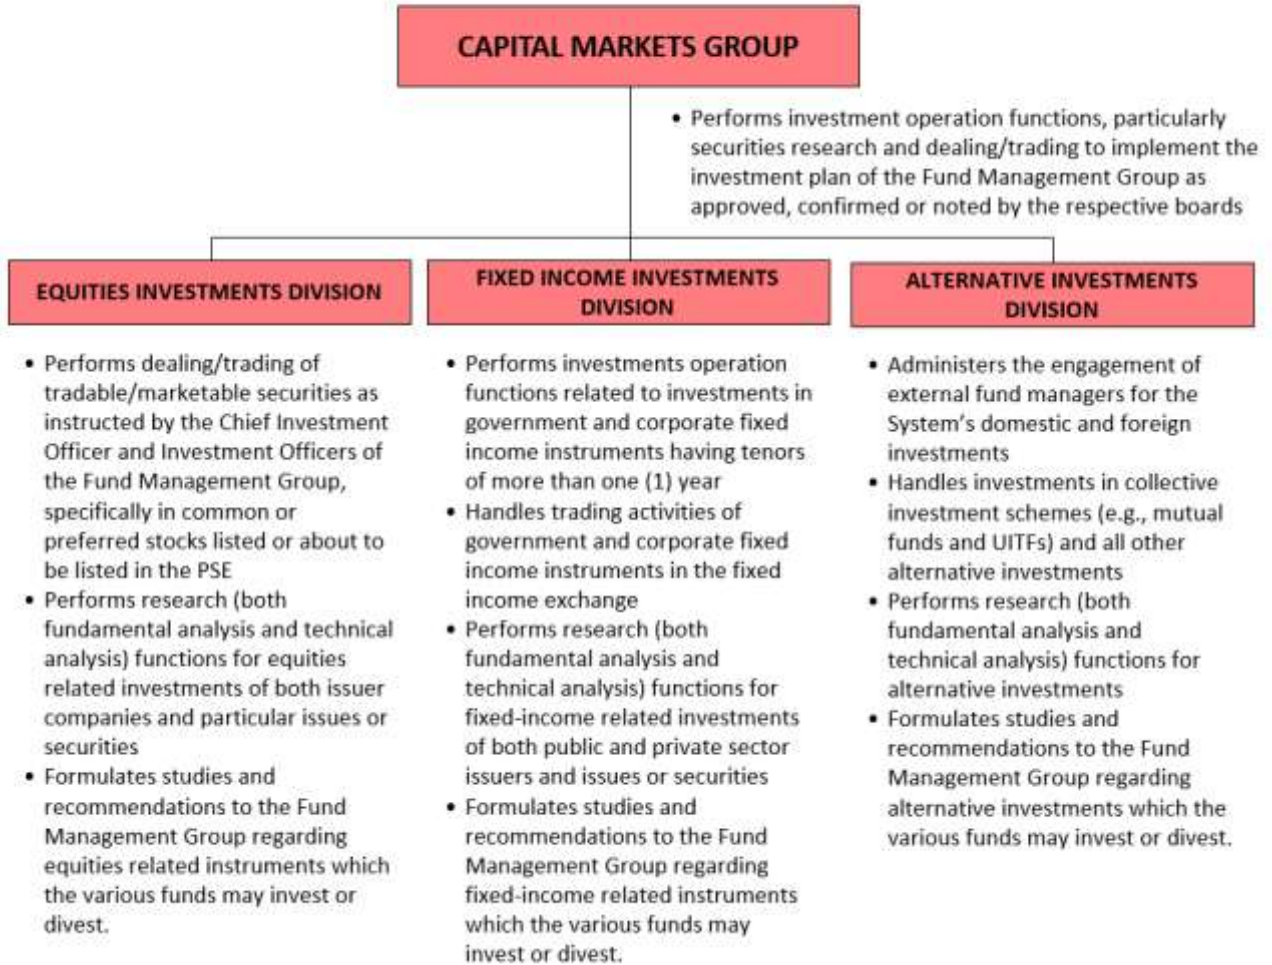 CAPITAL MARKETS GROUP
• Performs investment operation functions, particularly
securities research and dealing/trading to implement the
investment plan of the Fund Management Group as
approved, confirmed or noted by the respective boards
EQUITIES INVESTMENTS DIVISION
• Performs dealing/trading of
tradable/marketable securities as
instructed by the Chief Investment
Officer and Investment Officers of
the Fund Management Group,
specifically in common or
preferred stocks listed or about to
be listed in the PSE
• Performs research (both
fundamental analysis and technical
analysis) functions for equities
related investments of both issuer
companies and particular issues or
securities
• Formulates studies and
recommendations to the Fund
Management Group regarding
equities related instruments which
the various funds may invest or
divest.
FIXED INCOME INVESTMENTS
DIVISION
• Performs investments operation
functions related to investments in
government and corporate fixed
income instruments having tenors
of more than one (1) year
• Handles trading activities of
government and corporate fixed
income instruments in the fixed
income exchange
• Performs research (both
fundamental analysis and
technical analysis) functions for
fixed-income related investments
of both public and private sector
issuers and issues or securities
• Formulates studies and
recommendations to the Fund
Management Group regarding
fixed-income related instruments
which the various funds may
invest or divest.
ALTERNATIVE INVESTMENTS
DIVISION
• Administers the engagement of
external fund managers for the
System's domestic and foreign
investments
• Handles investments in collective
investment schemes (e.g., mutual
funds and UITFs) and all other
alternative investments
• Performs research (both
fundamental analysis and
technical analysis) functions for
alternative investments
• Formulates studies and
recommendations to the Fund
Management Group regarding
alternative investments which the
various funds may invest or divest.